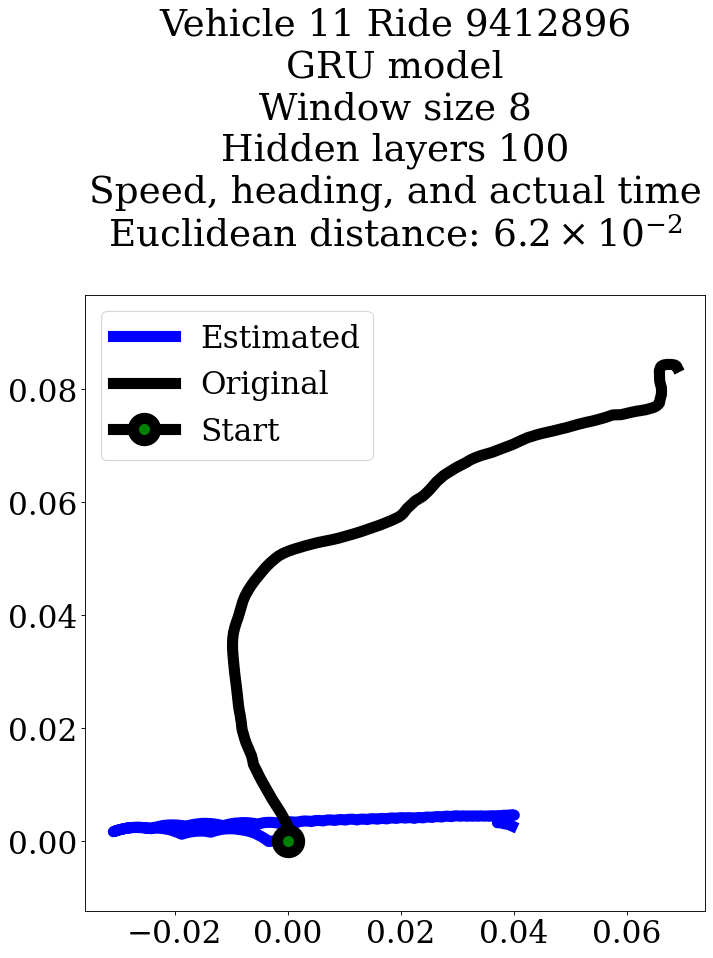 Vehicle 11 Ride 9412896
GRU model
Window size 8
Hidden layers 100
Speed, heading, and actual time
Euclidean distance: 6.2 × 10⁻²
Estimated
Original
Start
0.08
0.06
0.04
0.02
0.00
−0.02 0.00 0.02 0.04 0.06